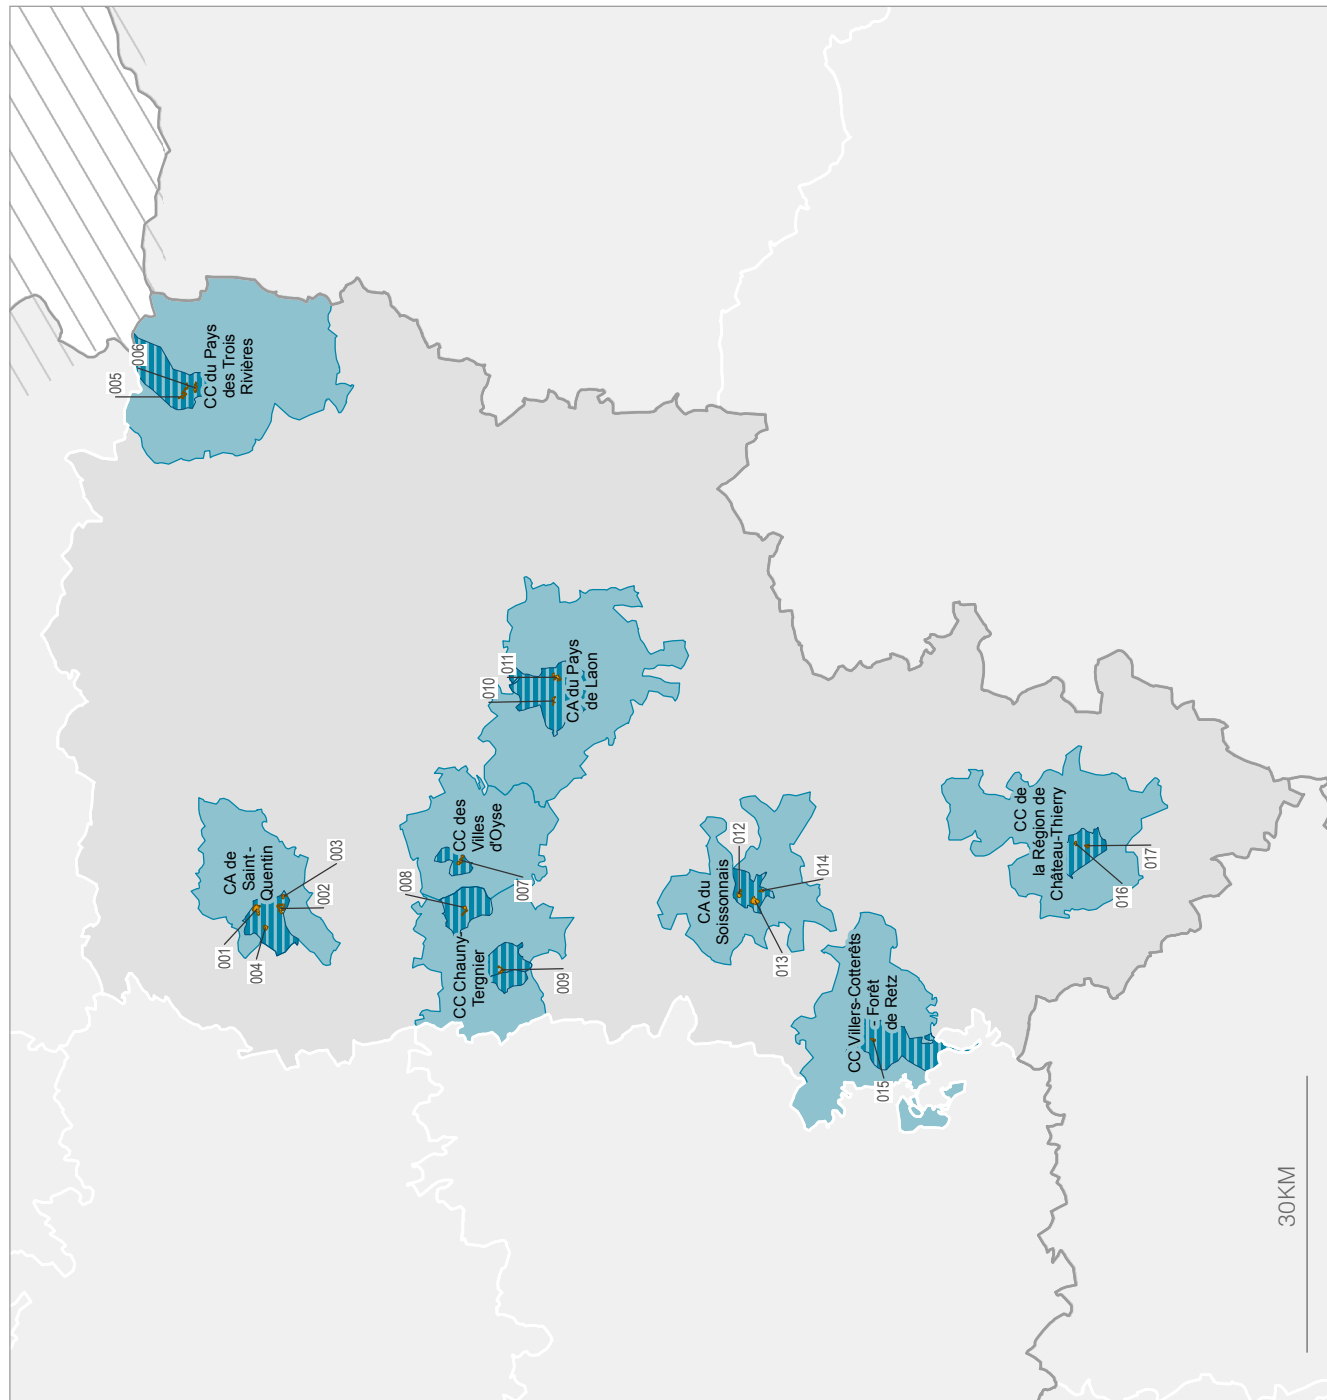 005
006
CC du Pays
des Trois
Rivières
CA de
Saint-
Quentin
001
004
003
002
010
011
CA du Pays
de Laon
CC des
Villes
d'Oyse
008
007
CC Chauny-
Tergnier
009
CA du
Soissonnais
012
014
013
CC Villers-Cotterêts
Forêt
de Retz
015
CC de
la Région de
Château-Thierry
016
017
30KM